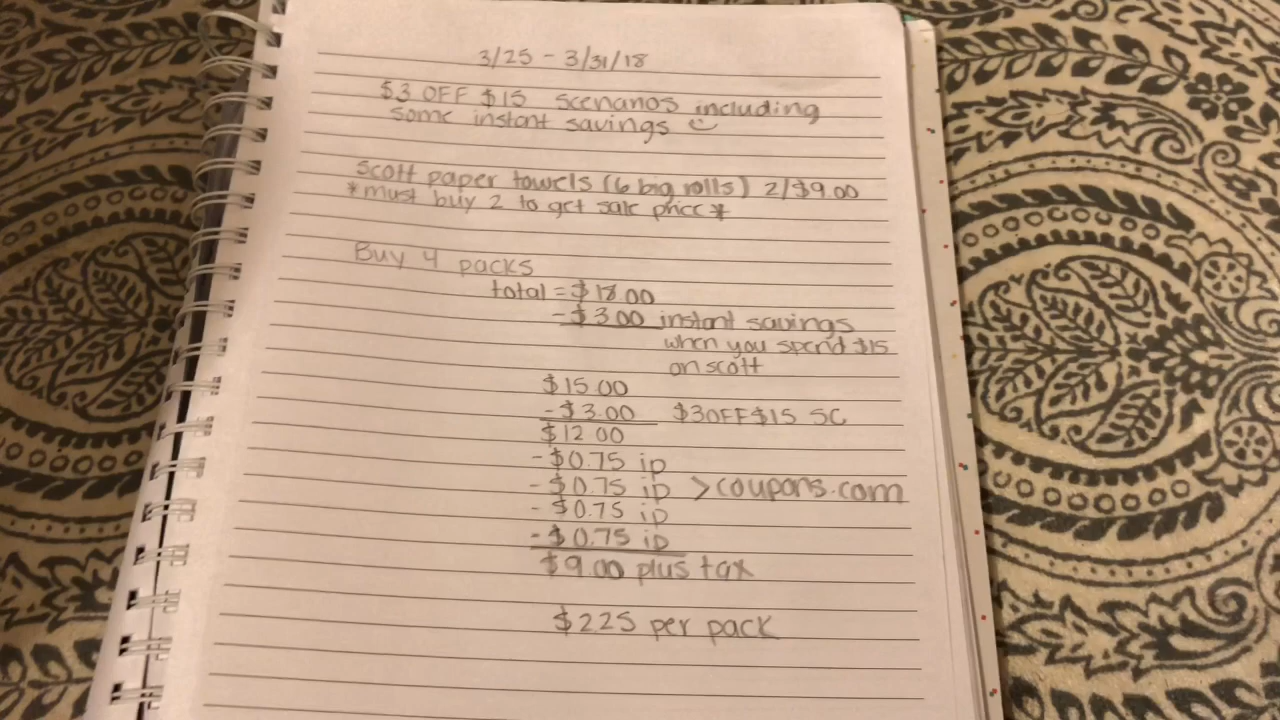 3/25 - 3/31/18
$3 OFF $15 scenarios including
some instant savings
Scott paper towels (6 big rolls) 2/$9.00
*must buy 2 to get sale price*
Buy 4 packs
total = $18.00
- $3.00 instant savings
when you spend $15
on scott
$15.00
- $3.00 $3OFF$15 SC
$12.00
- $0.75 ip
- $0.75 ip >coupons.com
- $0.75 ip
- $0.75 ip
$9.00 plus tax
$2.25 per pack